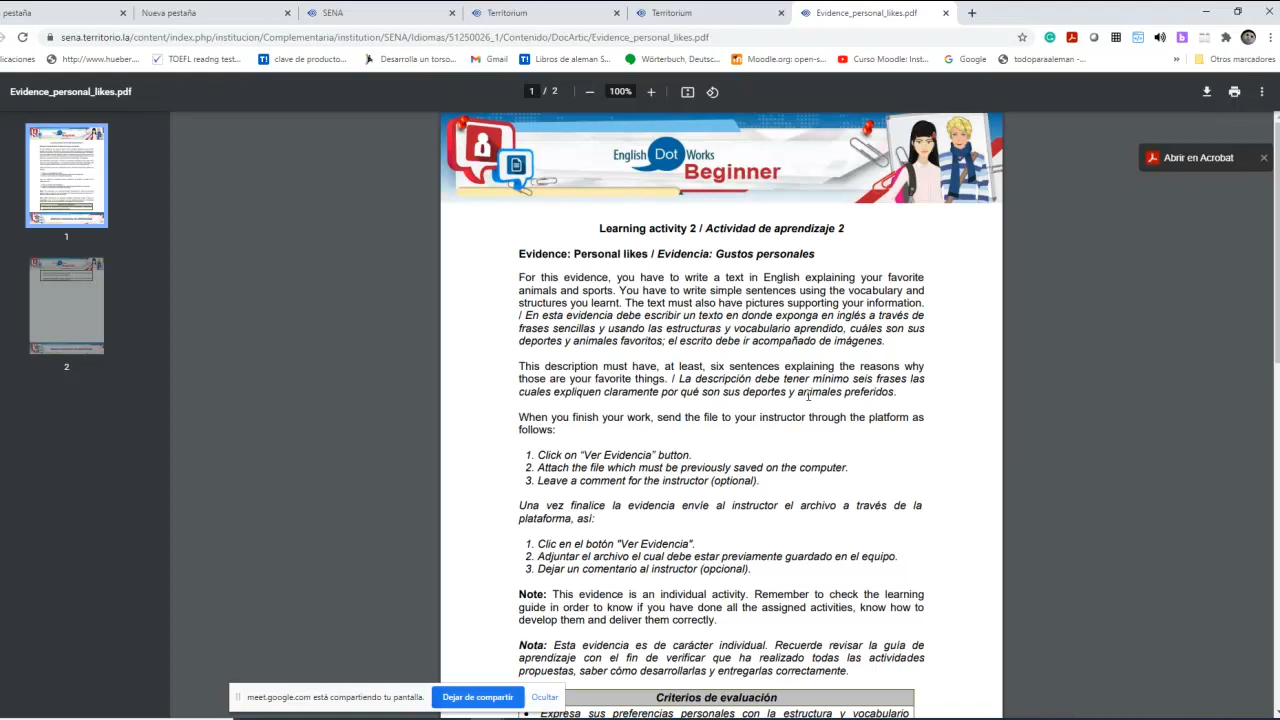 pestaña
Nueva pestaña
SENA
Territorium
Territorium
Evidence_personal_likes.pdf
sena.territorio.la/content/index.php/institucion/Complementaria/institution/SENA/Idiomas/51250026_1/Contenido/DocArtic/Evidence_personal_likes.pdf
licaciones
http://www.hueber...
TOEFL readng test...
clave de producto...
Desarrolla un torso...
Gmail
Libros de aleman S...
Wörterbuch, Deutsc...
Moodle.org: open-s...
Curso Moodle: Inst...
Google
todoparaaleman -...
»
Otros marcadores
Evidence_personal_likes.pdf
1 / 2
100%
Abrir en Acrobat
English Dot Works
Beginner
1
2
Learning activity 2 / Actividad de aprendizaje 2
Evidence: Personal likes / Evidencia: Gustos personales
For this evidence, you have to write a text in English explaining your favorite
animals and sports. You have to write simple sentences using the vocabulary and
structures you learnt. The text must also have pictures supporting your information.
/ En esta evidencia debe escribir un texto en donde exponga en inglés a través de
frases sencillas y usando las estructuras y vocabulario aprendido, cuáles son sus
deportes y animales favoritos; el escrito debe ir acompañado de imágenes.
This description must have, at least, six sentences explaining the reasons why
those are your favorite things. / La descripción debe tener mínimo seis frases las
cuales expliquen claramente por qué son sus deportes y animales preferidos.
When you finish your work, send the file to your instructor through the platform as
follows:
1. Click on “Ver Evidencia” button.
2. Attach the file which must be previously saved on the computer.
3. Leave a comment for the instructor (optional).
Una vez finalice la evidencia envíe al instructor el archivo a través de la
plataforma, así:
1. Clic en el botón "Ver Evidencia".
2. Adjuntar el archivo el cual debe estar previamente guardado en el equipo.
3. Dejar un comentario al instructor (opcional).
Note: This evidence is an individual activity. Remember to check the learning
guide in order to know if you have done all the assigned activities, know how to
develop them and deliver them correctly.
Nota: Esta evidencia es de carácter individual. Recuerde revisar la guía de
aprendizaje con el fin de verificar que ha realizado todas las actividades
propuestas, saber cómo desarrollarlas y entregarlas correctamente.
Criterios de evaluación
• Expresa sus preferencias personales con la estructura y vocabulario
meet.google.com está compartiendo tu pantalla.
Dejar de compartir
Ocultar